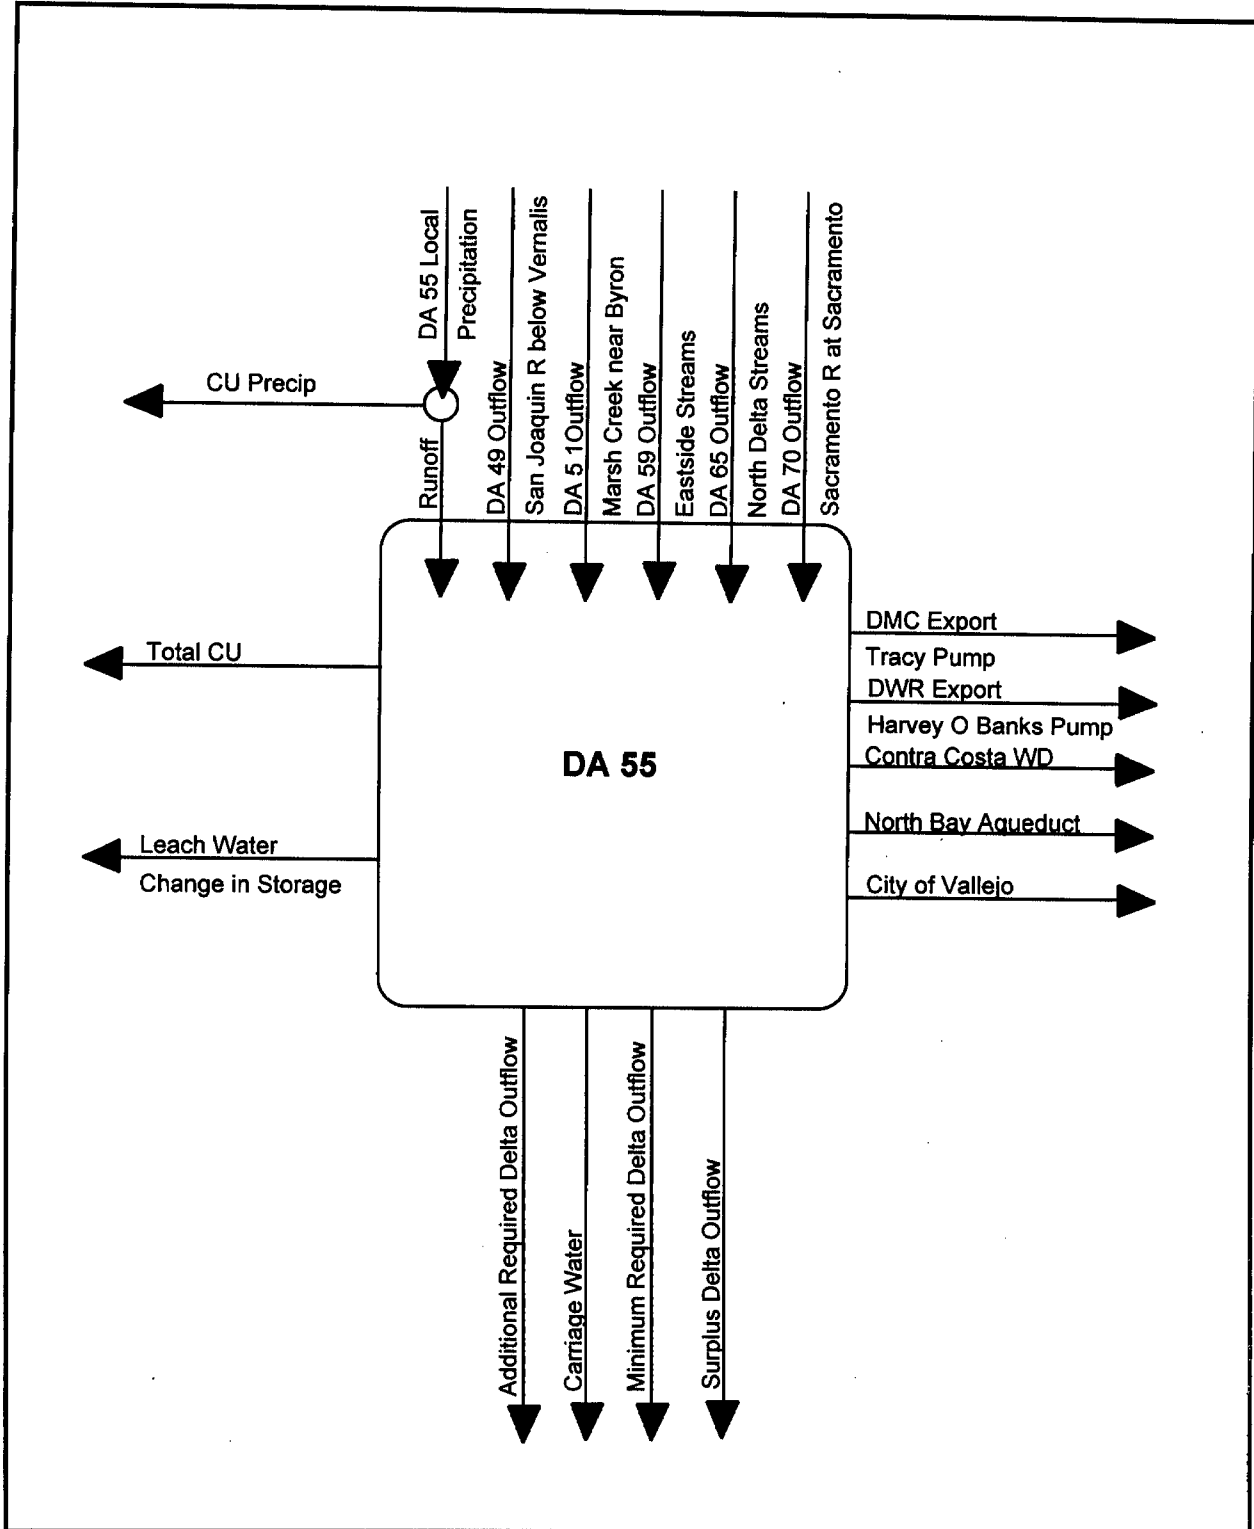 DA 55 Local
Precipitation
CU Precip
Runoff
DA 49 Outflow
San Joaquin R below Vernalis
DA 5 1Outflow
Marsh Creek near Byron
DA 59 Outflow
Eastside Streams
DA 65 Outflow
North Delta Streams
DA 70 Outflow
Sacramento R at Sacramento
Total CU
Leach Water
Change in Storage
DA 55
DMC Export
Tracy Pump
DWR Export
Harvey O Banks Pump
Contra Costa WD
North Bay Aqueduct
City of Vallejo
Additional Required Delta Outflow
Carriage Water
Minimum Required Delta Outflow
Surplus Delta Outflow